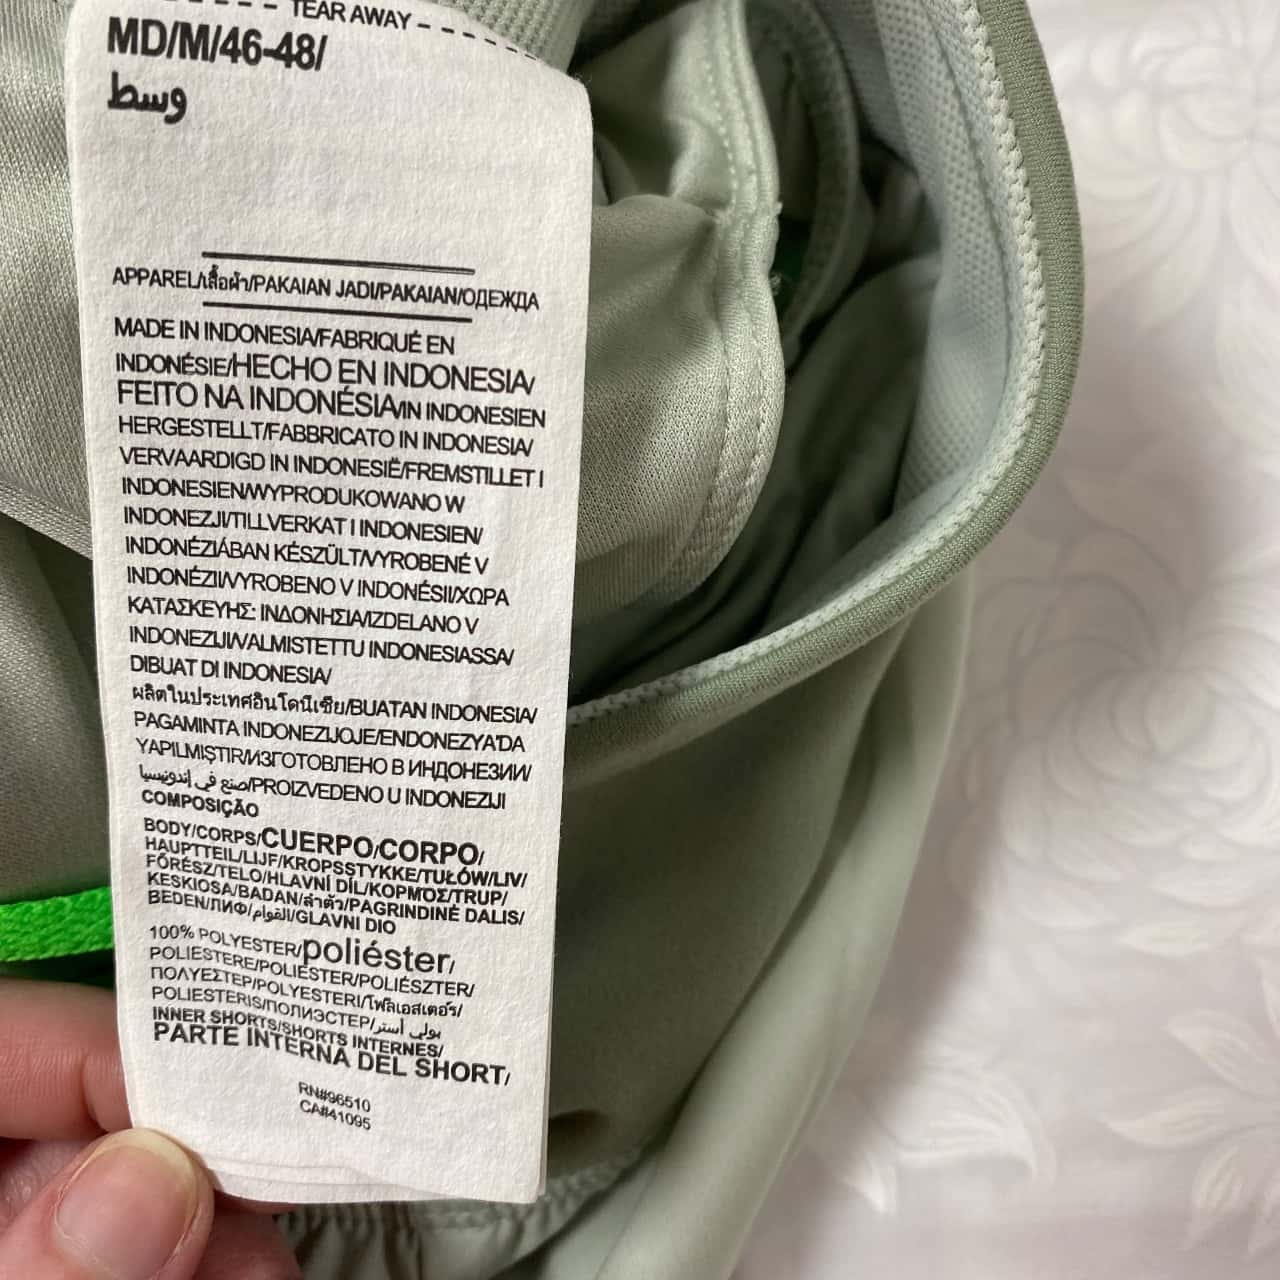 TEAR AWAY
MD/M/46-48/
وسط
APPAREL/เสื้อผ้า/PAKAIAN JADI/PAKAIAN/ОДЕЖДА
MADE IN INDONESIA/FABRIQUÉ EN
INDONÉSIE/HECHO EN INDONESIA/
FEITO NA INDONÉSIA/IN INDONESIEN
HERGESTELLT/FABBRICATO IN INDONESIA/
VERVAARDIGD IN INDONESIË/FREMSTILLET I
INDONESIEN/WYPRODUKOWANO W
INDONEZJI/TILLVERKAT I INDONESIEN/
INDONÉZIÁBAN KÉSZÜLT/VYROBENÉ V
INDONÉZII/VYROBENO V INDONÉSII/ΧΩΡΑ
ΚΑΤΑΣΚΕΥΗΣ: ΙΝΔΟΝΗΣΙΑ/IZDELANO V
INDONEZIJI/VALMISTETTU INDONESIASSA/
DIBUAT DI INDONESIA/
ผลิตในประเทศอินโดนีเซีย/BUATAN INDONESIA/
PAGAMINTA INDONEZIJOJE/ENDONEZYA'DA
YAPILMIŞTIR/ИЗГОТОВЛЕНО В ИНДОНЕЗИИ/
صنع في إندونيسيا/PROIZVEDENO U INDONEZIJI
COMPOSIÇÃO
BODY/CORPS/CUERPO/CORPO/
HAUPTTEIL/LIJF/KROPSSTYKKE/TUŁÓW/LIV/
FŐRÉSZ/TELO/HLAVNÍ DÍL/ΚΟΡΜΟΣ/TRUP/
KESKIOSA/BADAN/ลำตัว/PAGRINDINĖ DALIS/
BEDEN/ЛИФ/القوام/GLAVNI DIO
100% POLYESTER/poliéster/
POLIESTERE/POLIÉSTER/POLIÉSZTER/
ΠΟΛΥΕΣΤΕΡ/POLYESTERI/โพลีเอสเตอร์/
POLIESTERIS/ПОЛИЭСТЕР/بولي أستر
INNER SHORTS/SHORTS INTERNES/
PARTE INTERNA DEL SHORT/
RN#96510
CA#41095